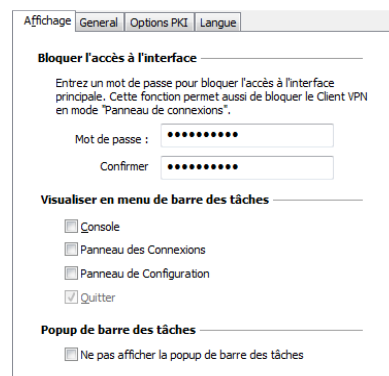 Affichage General Options PKI Langue
Bloquer l'accès à l'interface
Entrez un mot de passe pour bloquer l'accès à l'interface
principale. Cette fonction permet aussi de bloquer le Client VPN
en mode "Panneau de connexions".
Mot de passe : ••••••••••
Confirmer ••••••••••
Visualiser en menu de barre des tâches
Console
Panneau des Connexions
Panneau de Configuration
Quitter
Popup de barre des tâches
Ne pas afficher la popup de barre des tâches